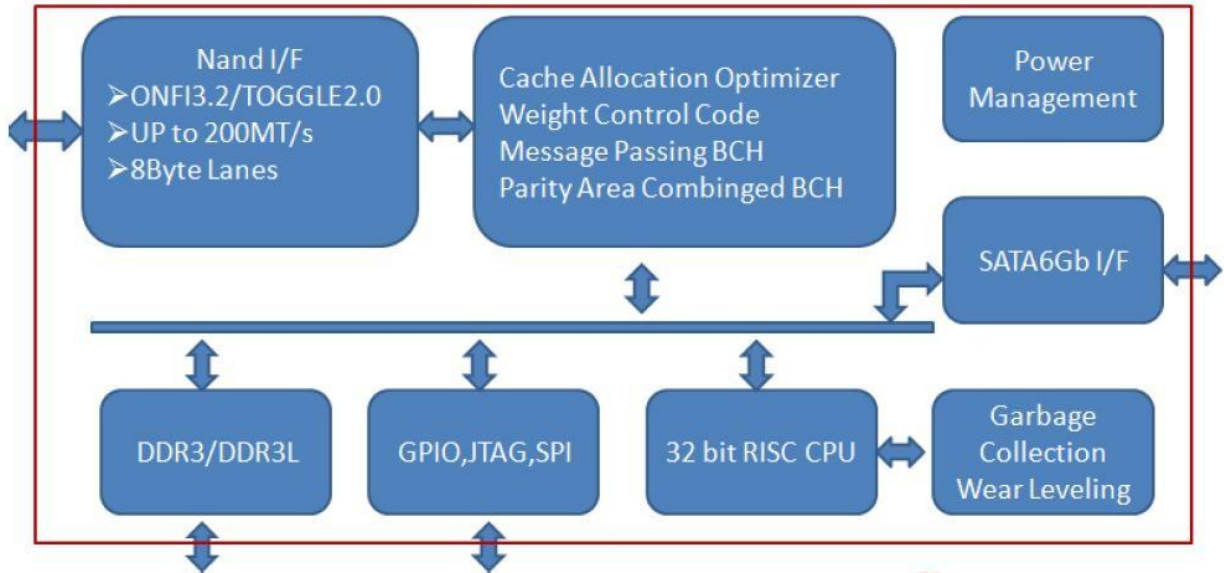 Nand I/F
➢ONFI3.2/TOGGLE2.0
➢UP to 200MT/s
➢8Byte Lanes
Cache Allocation Optimizer
Weight Control Code
Message Passing BCH
Parity Area Combinged BCH
Power
Management
SATA6Gb I/F
DDR3/DDR3L
GPIO,JTAG,SPI
32 bit RISC CPU
Garbage
Collection
Wear Leveling